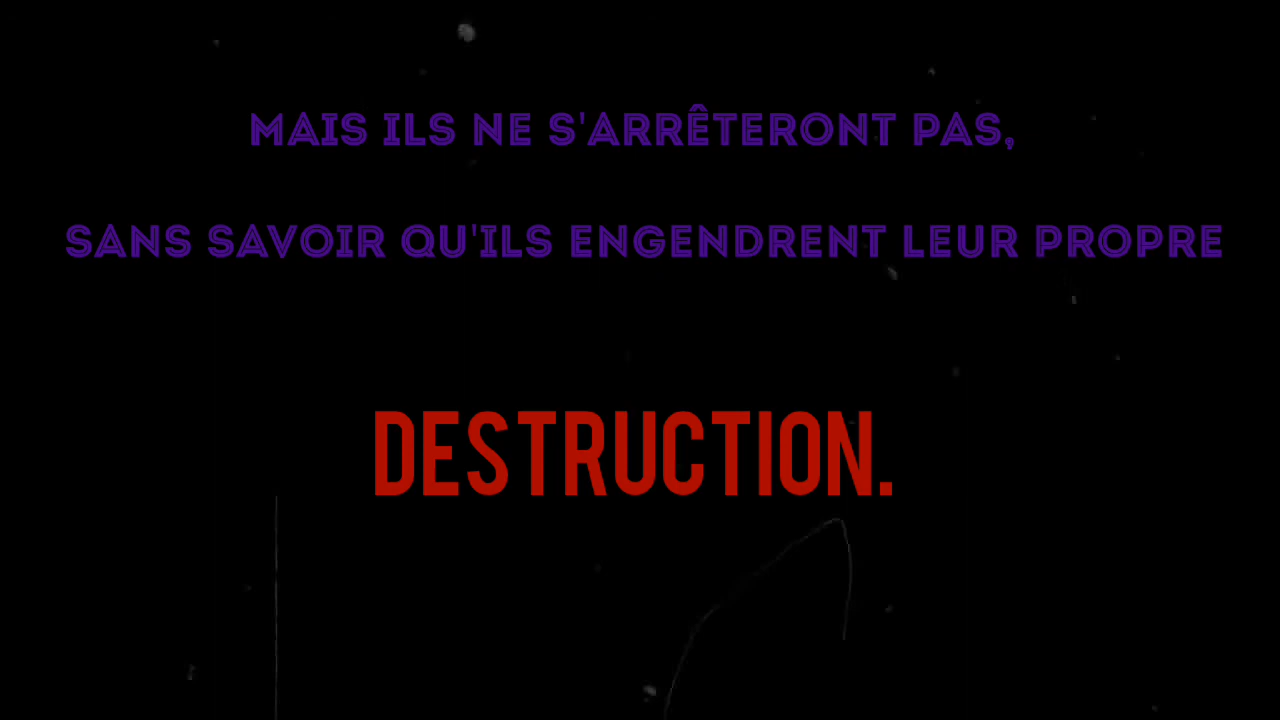 MAIS ILS NE S'ARRÊTERONT PAS,
SANS SAVOIR QU'ILS ENGENDRENT LEUR PROPRE
DESTRUCTION.